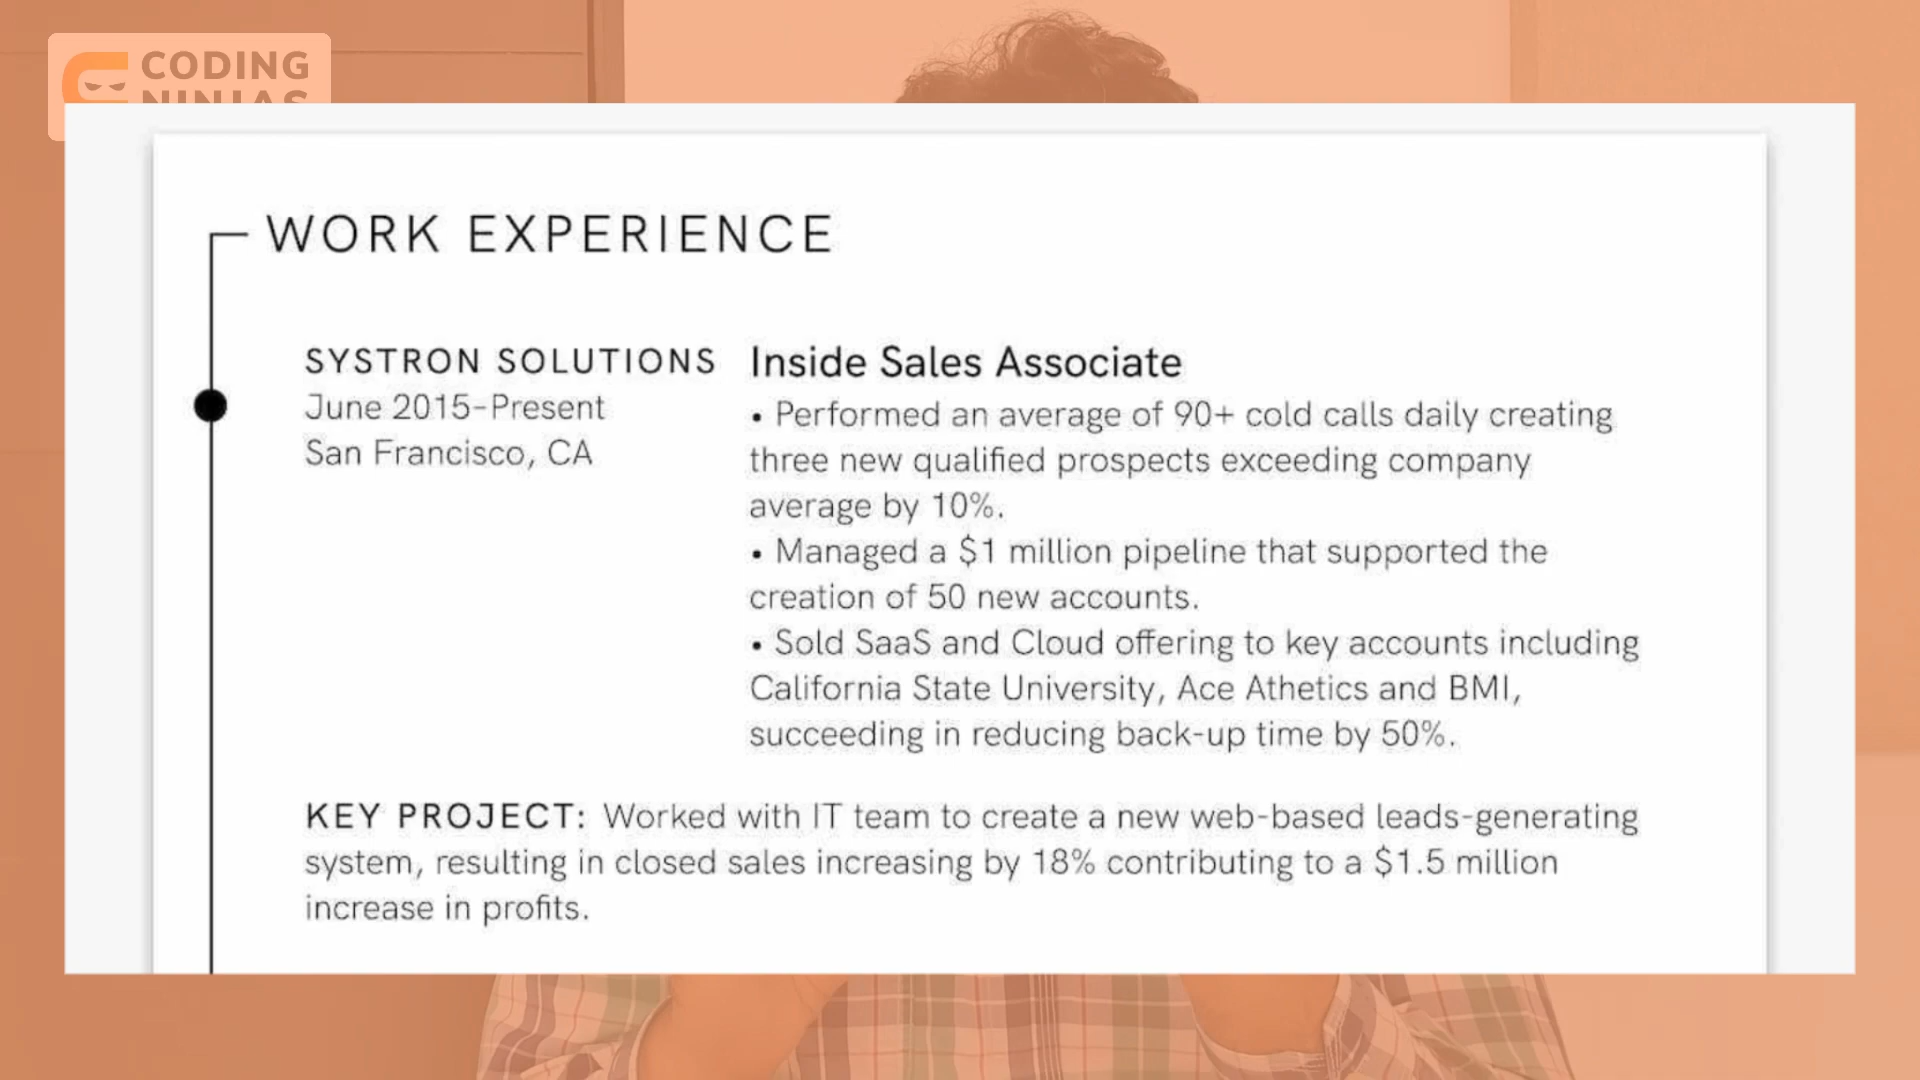 CODING
NINJAS
WORK EXPERIENCE
SYSTRON SOLUTIONS
June 2015-Present
San Francisco, CA
Inside Sales Associate
• Performed an average of 90+ cold calls daily creating
three new qualified prospects exceeding company
average by 10%.
• Managed a $1 million pipeline that supported the
creation of 50 new accounts.
• Sold SaaS and Cloud offering to key accounts including
California State University, Ace Athetics and BMI,
succeeding in reducing back-up time by 50%.
KEY PROJECT: Worked with IT team to create a new web-based leads-generating
system, resulting in closed sales increasing by 18% contributing to a $1.5 million
increase in profits.